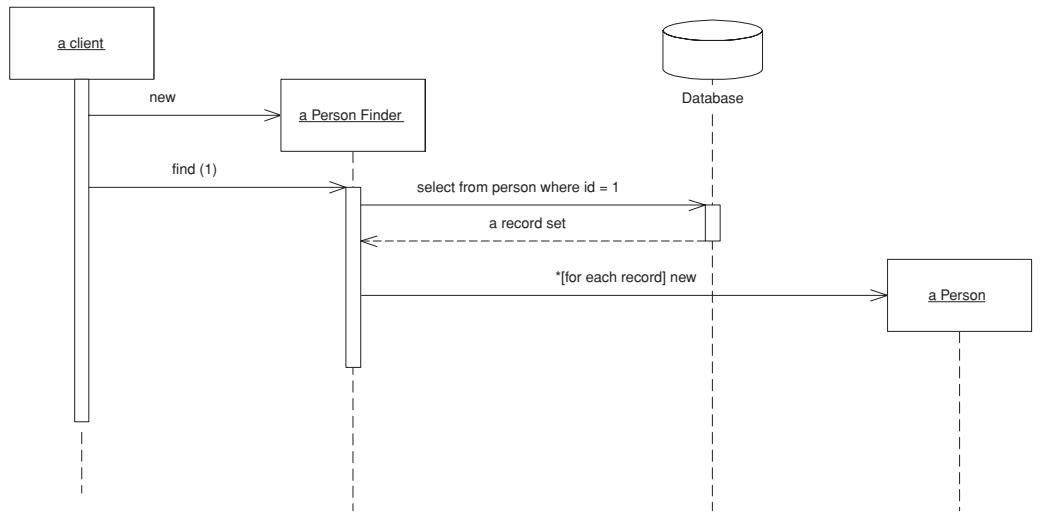 a client
Database
new
a Person Finder
find (1)
select from person where id = 1
a record set
*[for each record] new
a Person